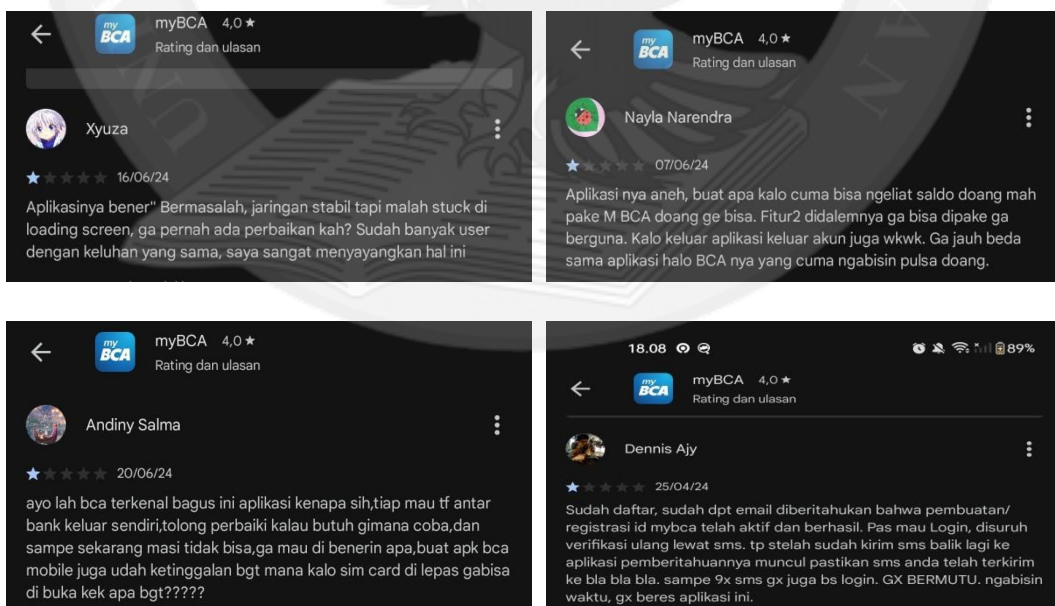 myBCA 4,0 ★
Rating dan ulasan
Xyuza
16/06/24
Aplikasinya bener" Bermasalah, jaringan stabil tapi malah stuck di
loading screen, ga pernah ada perbaikan kah? Sudah banyak user
dengan keluhan yang sama, saya sangat menyayangkan hal ini
myBCA 4,0 ★
Rating dan ulasan
Nayla Narendra
07/06/24
Aplikasi nya aneh, buat apa kalo cuma bisa ngeliat saldo doang mah
pake M BCA doang ge bisa. Fitur2 didalemnya ga bisa dipake ga
berguna. Kalo keluar aplikasi keluar akun juga wkwk. Ga jauh beda
sama aplikasi halo BCA nya yang cuma ngabisin pulsa doang.
myBCA 4,0 ★
Rating dan ulasan
Andiny Salma
20/06/24
ayo lah bca terkenal bagus ini aplikasi kenapa sih,tiap mau tf antar
bank keluar sendiri,tolong perbaiki kalau butuh gimana coba,dan
sampe sekarang masi tidak bisa,ga mau di benerin apa,buat apk bca
mobile juga udah ketinggalan bgt mana kalo sim card di lepas gabisa
di buka kek apa bgt?????
18.08 89%
myBCA 4,0 ★
Rating dan ulasan
Dennis Ajy
25/04/24
Sudah daftar, sudah dpt email diberitahukan bahwa pembuatan/
registrasi id mybca telah aktif dan berhasil. Pas mau Login, disuruh
verifikasi ulang lewat sms. tp stelah sudah kirim sms balik lagi ke
aplikasi pemberitahuannya muncul pastikan sms anda telah terkirim
ke bla bla bla. sampe 9x sms gx juga bs login. GX BERMUTU. ngabisin
waktu, gx beres aplikasi ini.